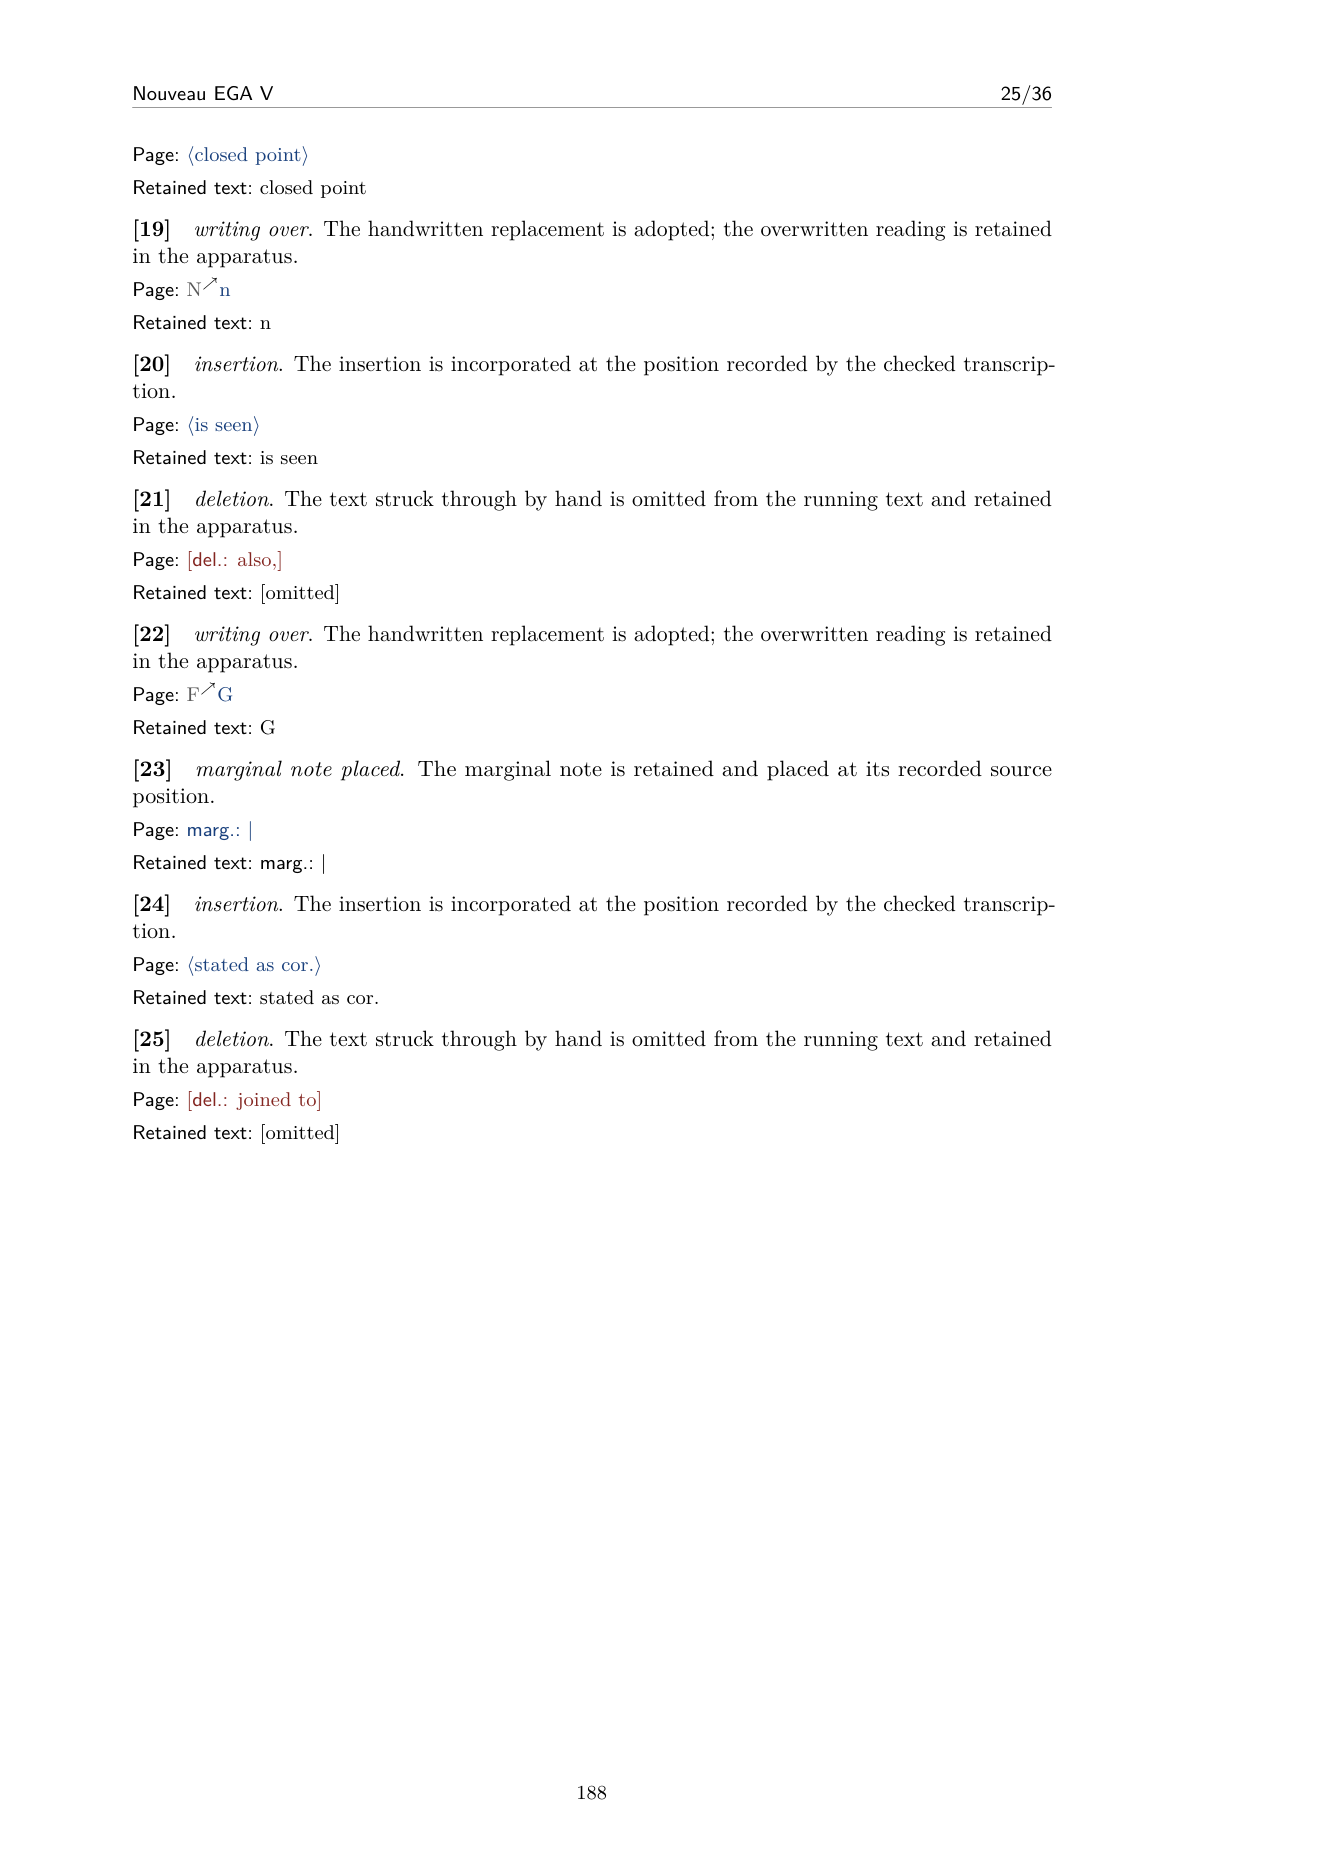 Nouveau EGA V 25/36
Page: ⟨closed point⟩
Retained text: closed point
[19] writing over. The handwritten replacement is adopted; the overwritten reading is retained
in the apparatus.
Page: N↗n
Retained text: n
[20] insertion. The insertion is incorporated at the position recorded by the checked transcrip-
tion.
Page: ⟨is seen⟩
Retained text: is seen
[21] deletion. The text struck through by hand is omitted from the running text and retained
in the apparatus.
Page: [del.: also,]
Retained text: [omitted]
[22] writing over. The handwritten replacement is adopted; the overwritten reading is retained
in the apparatus.
Page: F↗G
Retained text: G
[23] marginal note placed. The marginal note is retained and placed at its recorded source
position.
Page: marg.: |
Retained text: marg.: |
[24] insertion. The insertion is incorporated at the position recorded by the checked transcrip-
tion.
Page: ⟨stated as cor.⟩
Retained text: stated as cor.
[25] deletion. The text struck through by hand is omitted from the running text and retained
in the apparatus.
Page: [del.: joined to]
Retained text: [omitted]
188